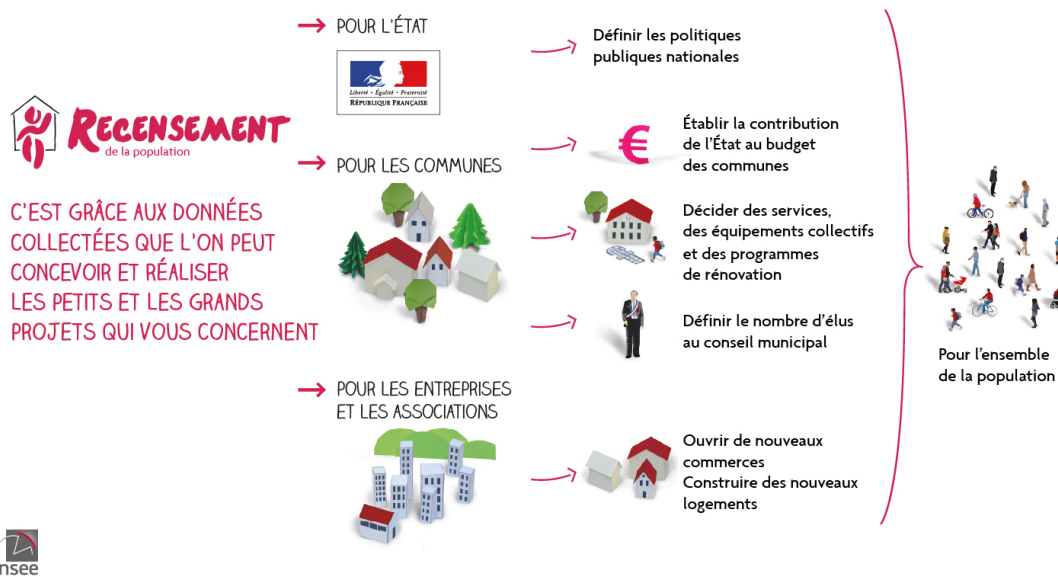 RECENSEMENT
de la population
C'EST GRÂCE AUX DONNÉES
COLLECTÉES QUE L'ON PEUT
CONCEVOIR ET RÉALISER
LES PETITS ET LES GRANDS
PROJETS QUI VOUS CONCERNENT
POUR L'ÉTAT
Liberté • Égalité • Fraternité
RÉPUBLIQUE FRANÇAISE
Définir les politiques
publiques nationales
POUR LES COMMUNES
€
Établir la contribution
de l'État au budget
des communes
Décider des services,
des équipements collectifs
et des programmes
de rénovation
Définir le nombre d'élus
au conseil municipal
POUR LES ENTREPRISES
ET LES ASSOCIATIONS
Ouvrir de nouveaux
commerces
Construire des nouveaux
logements
Pour l'ensemble
de la population
nsee